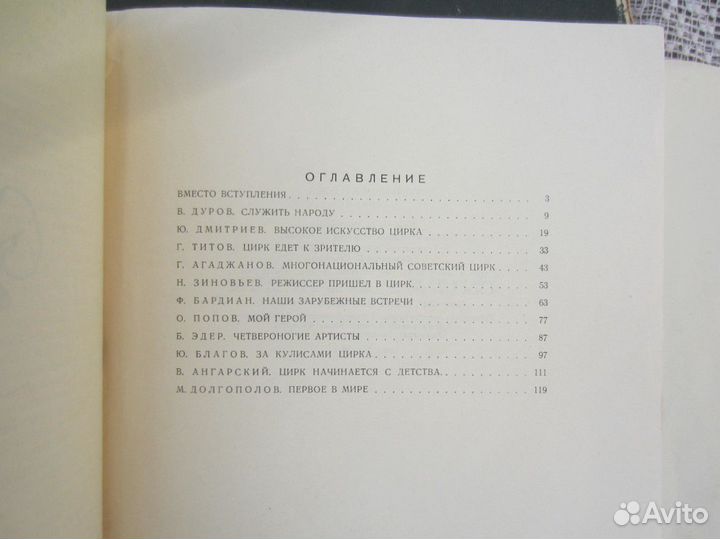 ОГЛАВЛЕНИЕ
ВМЕСТО ВСТУПЛЕНИЯ . . . . . . . . . . . . . . . . . . . . . . 3
В. ДУРОВ. СЛУЖИТЬ НАРОДУ . . . . . . . . . . . . . . . . . . 9
Ю. ДМИТРИЕВ. ВЫСОКОЕ ИСКУССТВО ЦИРКА . . . . . . . . . . 19
Г. ТИТОВ. ЦИРК ЕДЕТ К ЗРИТЕЛЮ . . . . . . . . . . . . . . . 33
Г. АГАДЖАНОВ. МНОГОНАЦИОНАЛЬНЫЙ СОВЕТСКИЙ ЦИРК . . . 43
Н. ЗИНОВЬЕВ. РЕЖИССЕР ПРИШЕЛ В ЦИРК. . . . . . . . . . . 53
Ф. БАРДИАН. НАШИ ЗАРУБЕЖНЫЕ ВСТРЕЧИ . . . . . . . . . . . 63
О. ПОПОВ. МОЙ ГЕРОЙ . . . . . . . . . . . . . . . . . . . . 77
Б. ЭДЕР. ЧЕТВЕРОНОГИЕ АРТИСТЫ . . . . . . . . . . . . . . . 87
Ю. БЛАГОВ. ЗА КУЛИСАМИ ЦИРКА . . . . . . . . . . . . . . . 97
В. АНГАРСКИЙ. ЦИРК НАЧИНАЕТСЯ С ДЕТСТВА. . . . . . . . . 111
М. ДОЛГОПОЛОВ. ПЕРВОЕ В МИРЕ . . . . . . . . . . . . . . . 119
Avito